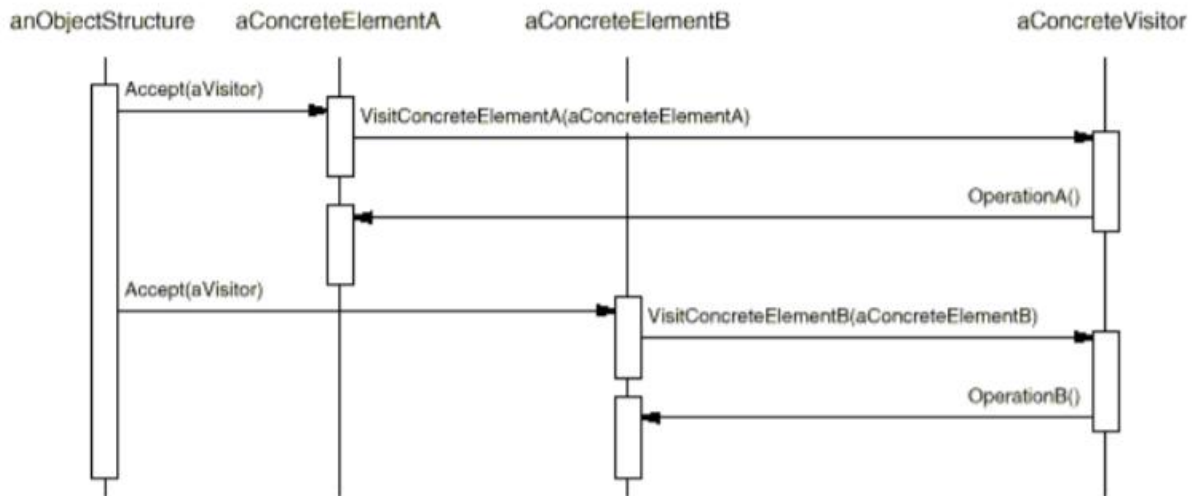 anObjectStructure aConcreteElementA aConcreteElementB aConcreteVisitor
Accept(aVisitor)
VisitConcreteElementA(aConcreteElementA)
OperationA()
Accept(aVisitor)
VisitConcreteElementB(aConcreteElementB)
OperationB()